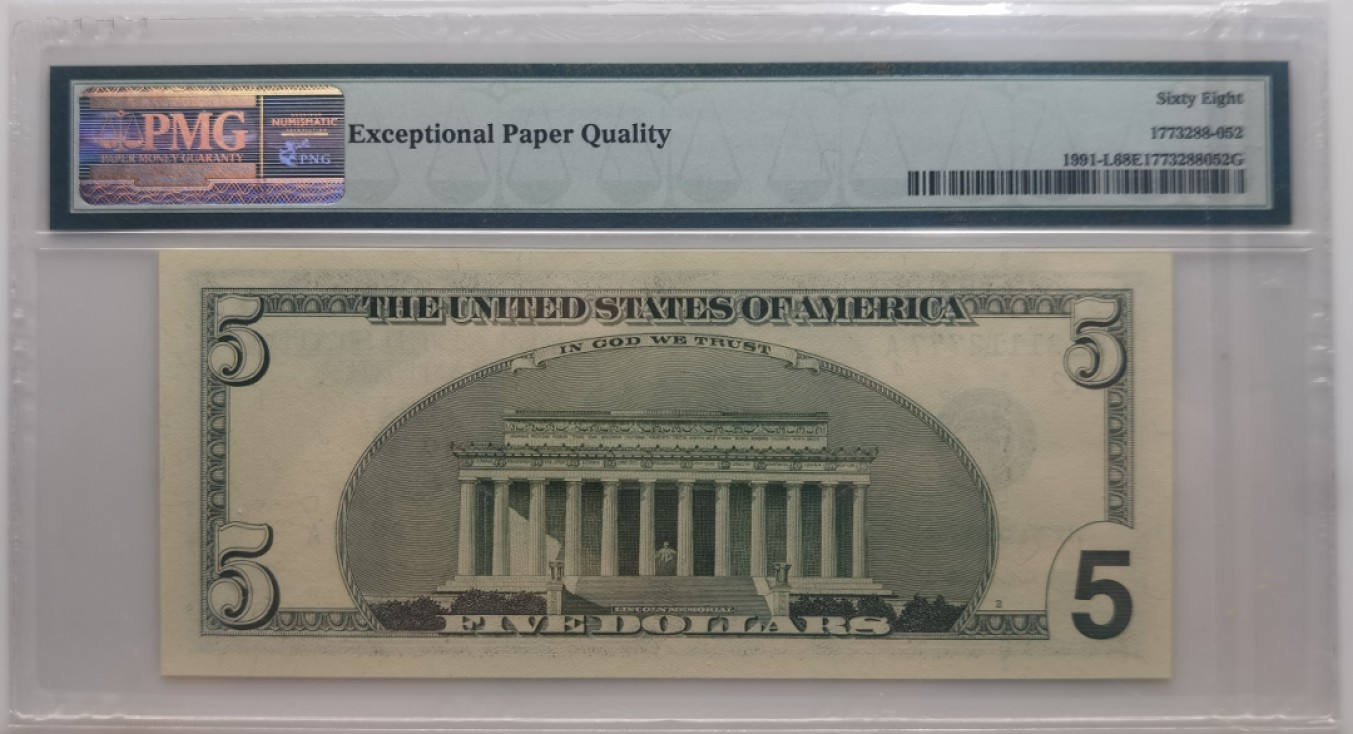 Sixty Eight
PMG
PAPER MONEY GUARANTY
NUMISMATIC
PNG
Exceptional Paper Quality
1773288-052
1991-L68E1773288052G
5 THE UNITED STATES OF AMERICA 5
IN GOD WE TRUST
LINCOLN MEMORIAL
2
5 FIVE DOLLARS 5